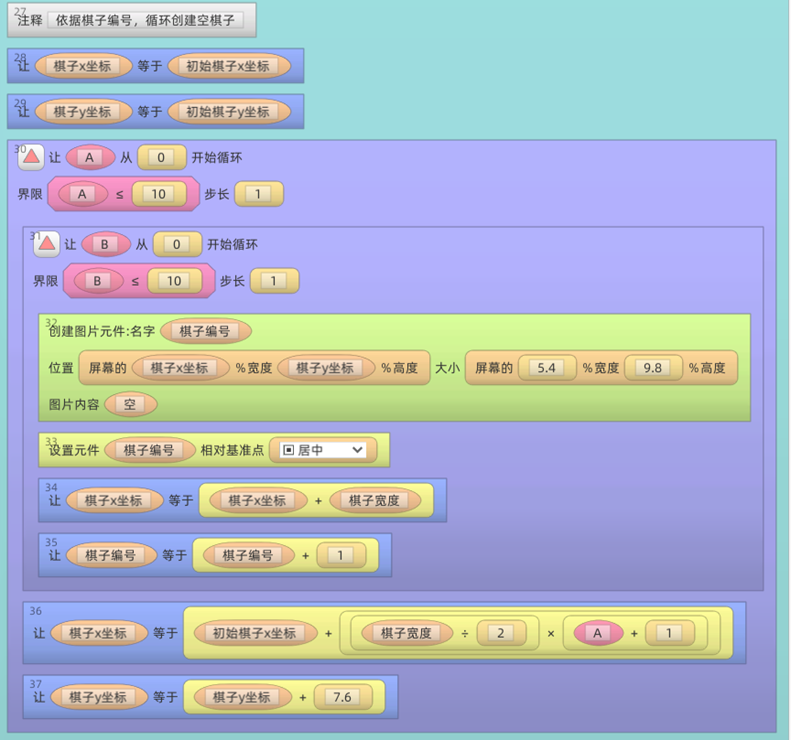 27
注释 依据棋子编号，循环创建空棋子
28
让 棋子x坐标 等于 初始棋子x坐标
29
让 棋子y坐标 等于 初始棋子y坐标
30
让 A 从 0 开始循环
界限 A ≤ 10 步长 1
31
让 B 从 0 开始循环
界限 B ≤ 10 步长 1
32
创建图片元件:名字 棋子编号
位置 屏幕的 棋子x坐标 %宽度 棋子y坐标 %高度 大小 屏幕的 5.4 %宽度 9.8 %高度
图片内容 空
33
设置元件 棋子编号 相对基准点 居中
34
让 棋子x坐标 等于 棋子x坐标 + 棋子宽度
35
让 棋子编号 等于 棋子编号 + 1
36
让 棋子x坐标 等于 初始棋子x坐标 + 棋子宽度 ÷ 2 × A + 1
37
让 棋子y坐标 等于 棋子y坐标 + 7.6